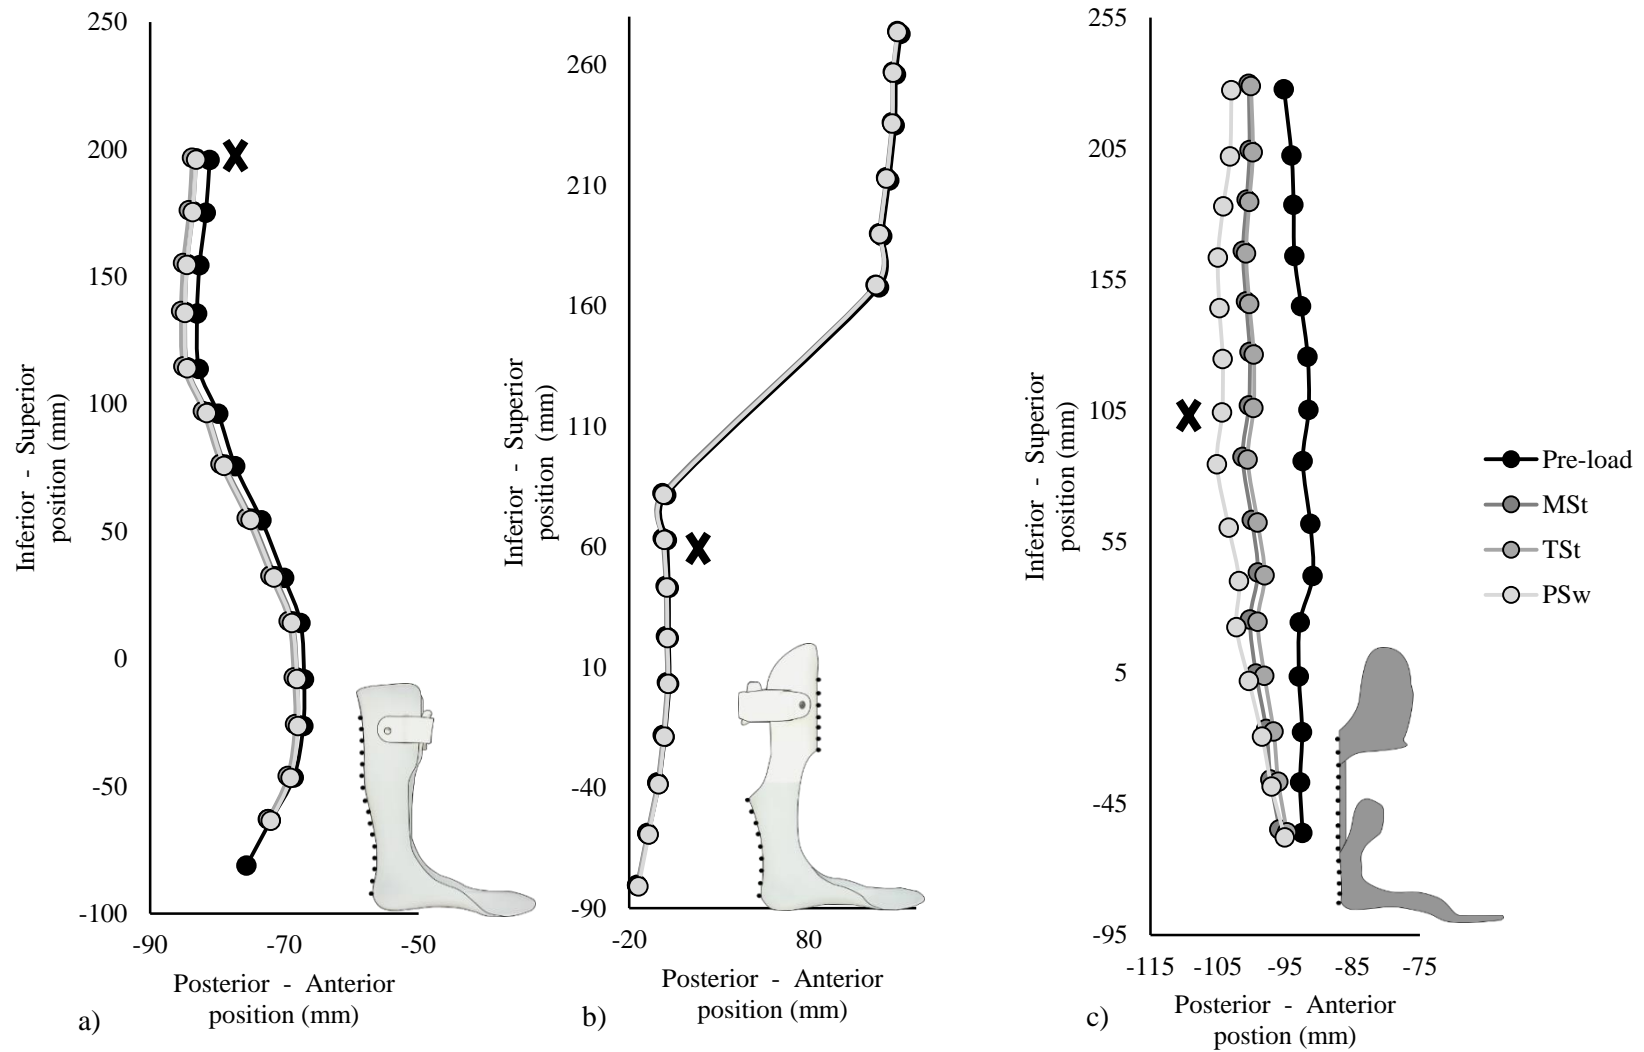 250
200
150
100
50
0
-50
-100
-90
-70
-50
Inferior - Superior
position (mm)
Posterior - Anterior
position (mm)
a)
260
210
160
110
60
10
-40
-90
-20
80
Inferior - Superior
position (mm)
Posterior - Anterior
position (mm)
b)
255
205
155
105
55
5
-45
-95
-115
-105
-95
-85
-75
Inferior - Superior
position (mm)
Posterior - Anterior
postion (mm)
c)
Pre-load
MSt
TSt
PSw